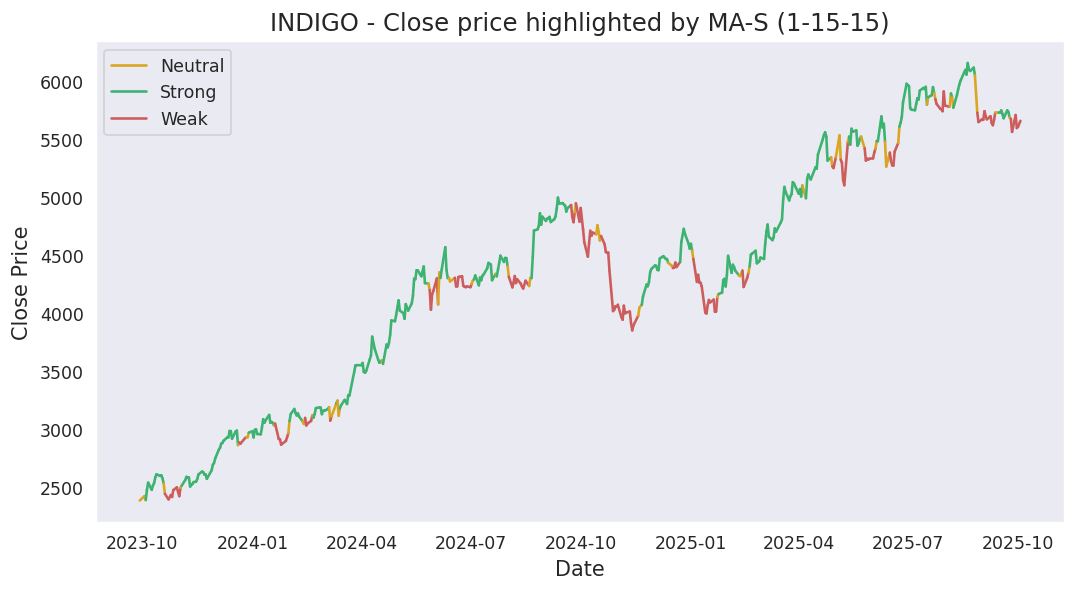 INDIGO - Close price highlighted by MA-S (1-15-15)
Neutral
Strong
Weak
Close Price
6000
5500
5000
4500
4000
3500
3000
2500
2023-10 2024-01 2024-04 2024-07 2024-10 2025-01 2025-04 2025-07 2025-10
Date